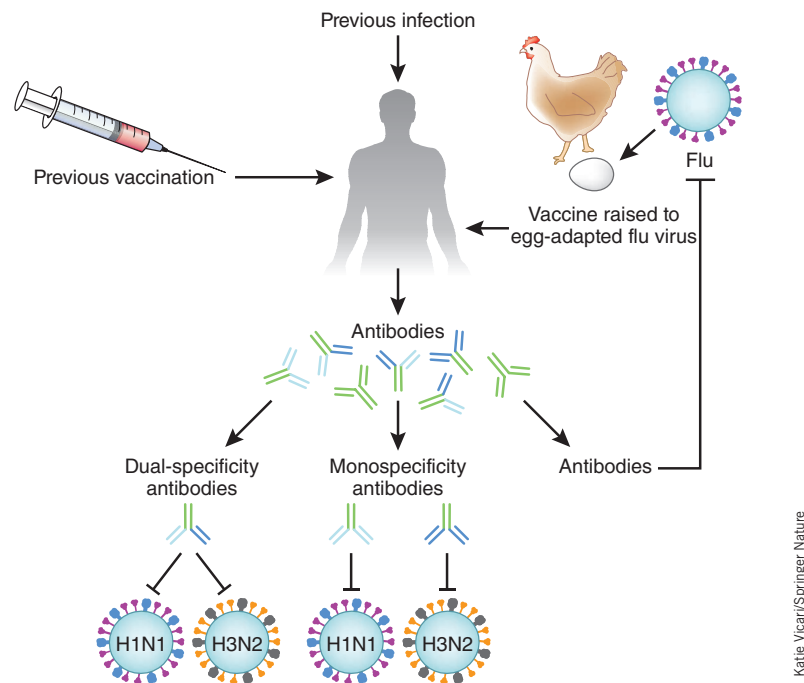 Previous infection
Previous vaccination
Flu
Vaccine raised to
egg-adapted flu virus
Antibodies
Dual-specificity
antibodies
Monospecificity
antibodies
Antibodies
H1N1
H3N2
H1N1
H3N2
Katie Vicari/Springer Nature